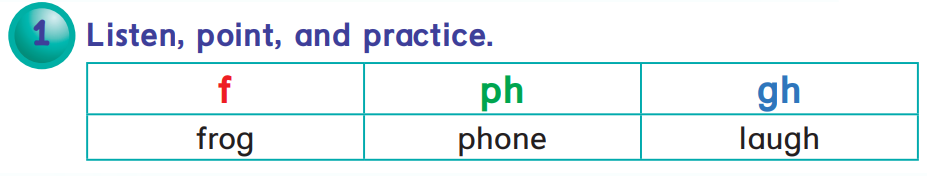 1 Listen, point, and practice.
f ph gh
frog phone laugh